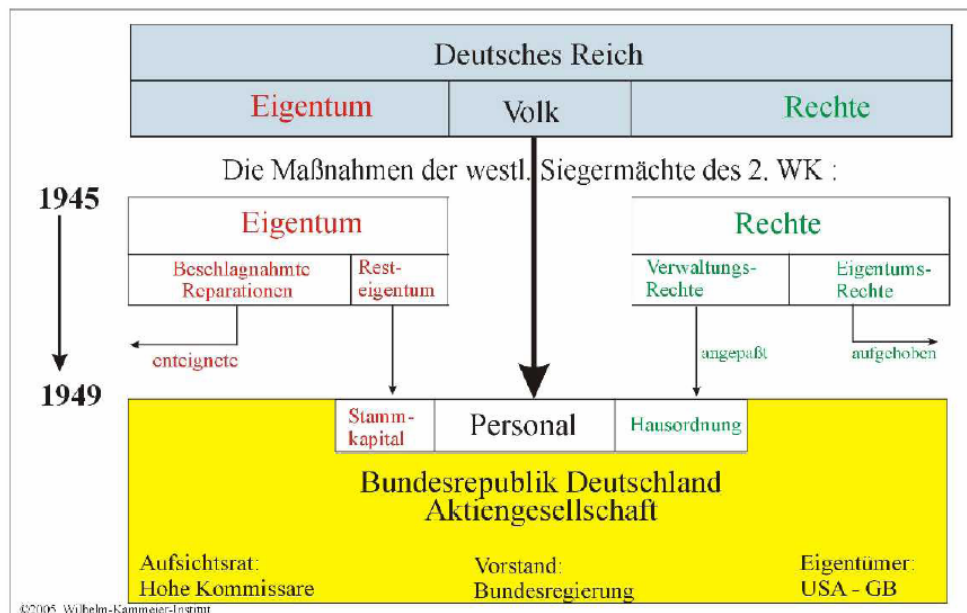 Deutsches Reich
Eigentum
Volk
Rechte
Die Maßnahmen der westl. Siegermächte des 2. WK :
1945
Eigentum
Beschlagnahmte
Reparationen
Rest-
eigentum
Rechte
Verwaltungs-
Rechte
Eigentums-
Rechte
enteignete
angepaßt
aufgehoben
1949
Stamm-
kapital
Personal
Hausordnung
Bundesrepublik Deutschland
Aktiengesellschaft
Aufsichtsrat:
Hohe Kommissare
Vorstand:
Bundesregierung
Eigentümer:
USA - GB
©2005 Wilhelm-Kammeier-Institut